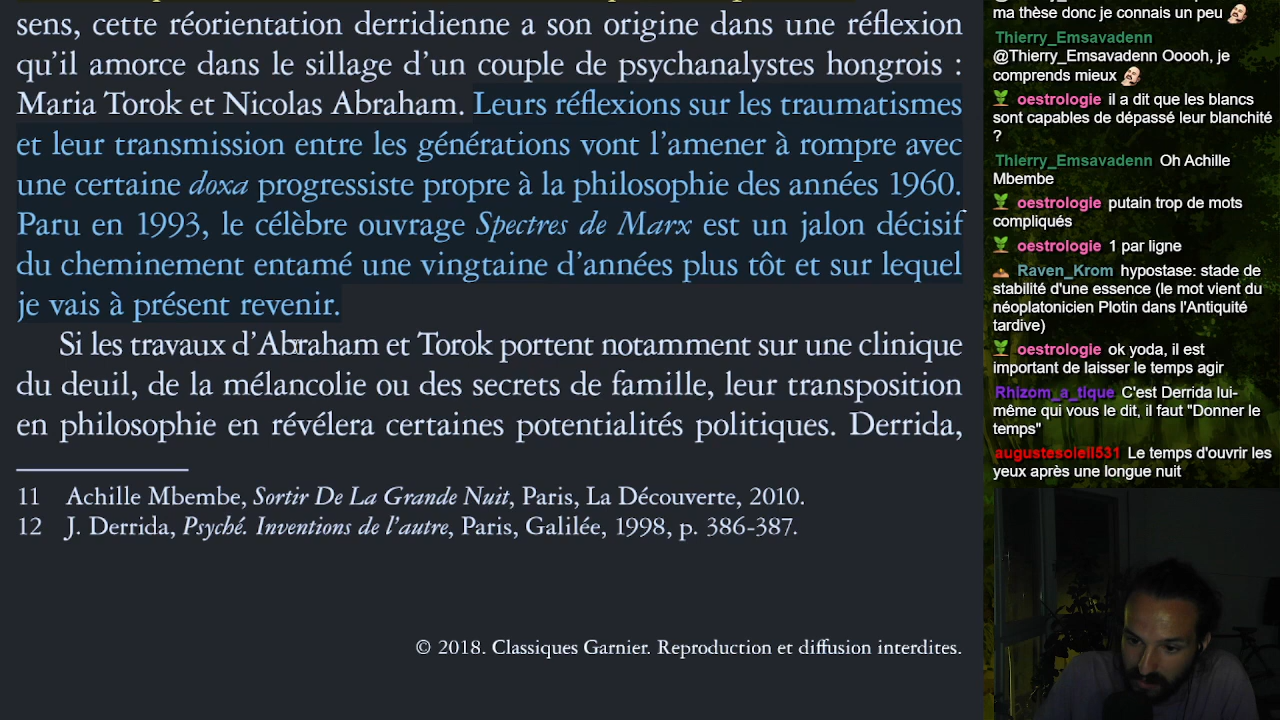 sens, cette réorientation derridienne a son origine dans une réflexion
qu'il amorce dans le sillage d'un couple de psychanalystes hongrois :
Maria Torok et Nicolas Abraham. Leurs réflexions sur les traumatismes
et leur transmission entre les générations vont l'amener à rompre avec
une certaine doxa progressiste propre à la philosophie des années 1960.
Paru en 1993, le célèbre ouvrage Spectres de Marx est un jalon décisif
du cheminement entamé une vingtaine d'années plus tôt et sur lequel
je vais à présent revenir.
Si les travaux d'Abraham et Torok portent notamment sur une clinique
du deuil, de la mélancolie ou des secrets de famille, leur transposition
en philosophie en révélera certaines potentialités politiques. Derrida,
11 Achille Mbembe, Sortir De La Grande Nuit, Paris, La Découverte, 2010.
12 J. Derrida, Psyché. Inventions de l'autre, Paris, Galilée, 1998, p. 386-387.
© 2018. Classiques Garnier. Reproduction et diffusion interdites.
ma thèse donc je connais un peu
Thierry_Emsavadenn
@Thierry_Emsavadenn Ooooh, je
comprends mieux
oestrologie il a dit que les blancs
sont capables de dépassé leur blanchité
?
Thierry_Emsavadenn Oh Achille
Mbembe
oestrologie putain trop de mots
compliqués
oestrologie 1 par ligne
Raven_Krom hypostase: stade de
stabilité d'une essence (le mot vient du
néoplatonicien Plotin dans l'Antiquité
tardive)
oestrologie ok yoda, il est
important de laisser le temps agir
Rhizom_a_tique C'est Derrida lui-
même qui vous le dit, il faut "Donner le
temps"
augustesoleil531 Le temps d'ouvrir les
yeux après une longue nuit